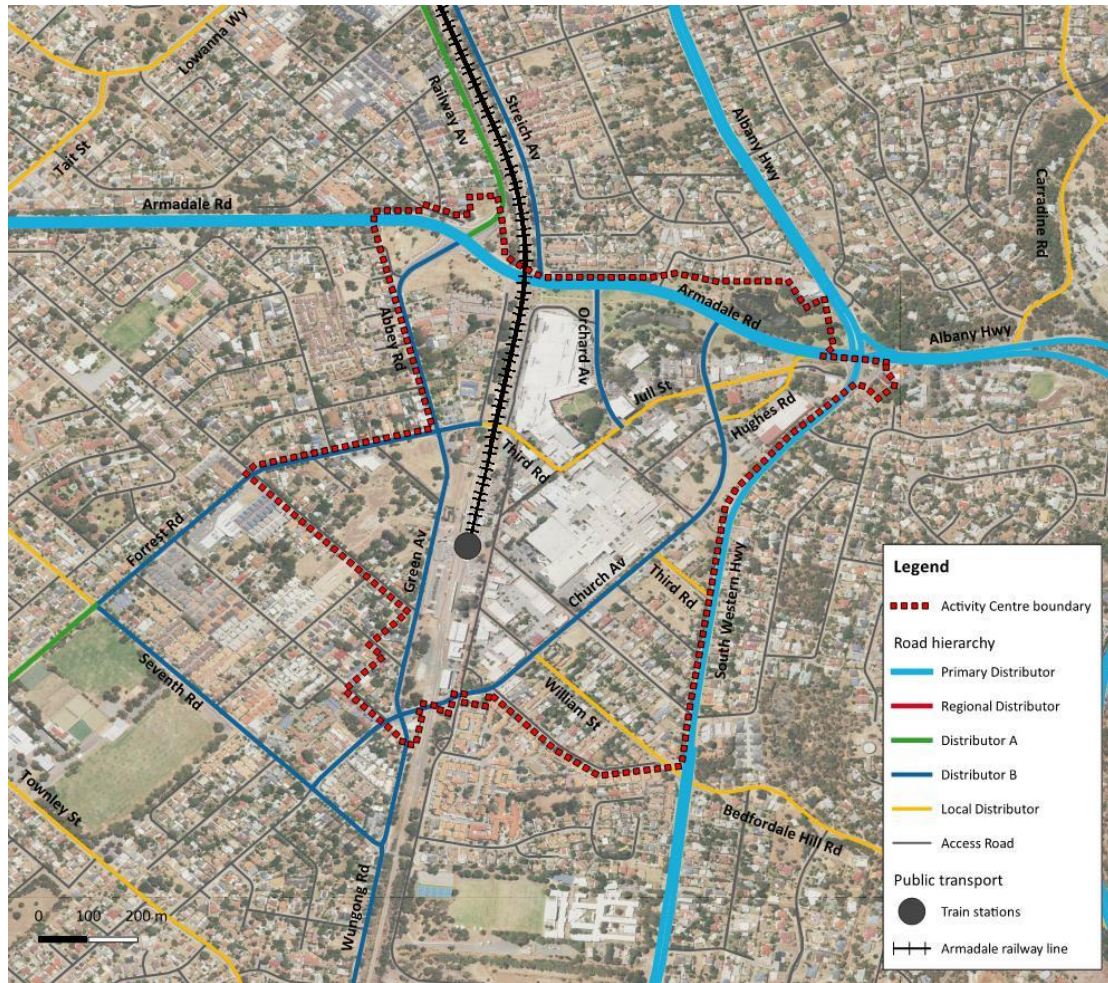 Lowanna Wy
Railway Av
Streich Av
Albany Hwy
Tait St
Armadale Rd
Carradine Rd
Abbey Rd
Orchard Av
Armadale Rd
Albany Hwy
Jull St
Hughes Rd
Third Rd
Forrest Rd
Green Av
Church Av
Third Rd
South Western Hwy
Seventh Rd
William St
Townley St
Bedfordale Hill Rd
Wungong Rd
0 100 200 m
Legend
Activity Centre boundary
Road hierarchy
Primary Distributor
Regional Distributor
Distributor A
Distributor B
Local Distributor
Access Road
Public transport
Train stations
Armadale railway line